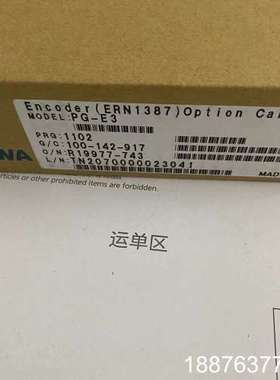 Encoder(ERN1387)Option Ca
MODEL:PG-E3
PRG:1102
G/C:100-142-917
O/N:R19977-743
L/N:TN2070000023041
NA
MAD
s or other prohibited items are forbidden.
运单区
18876377